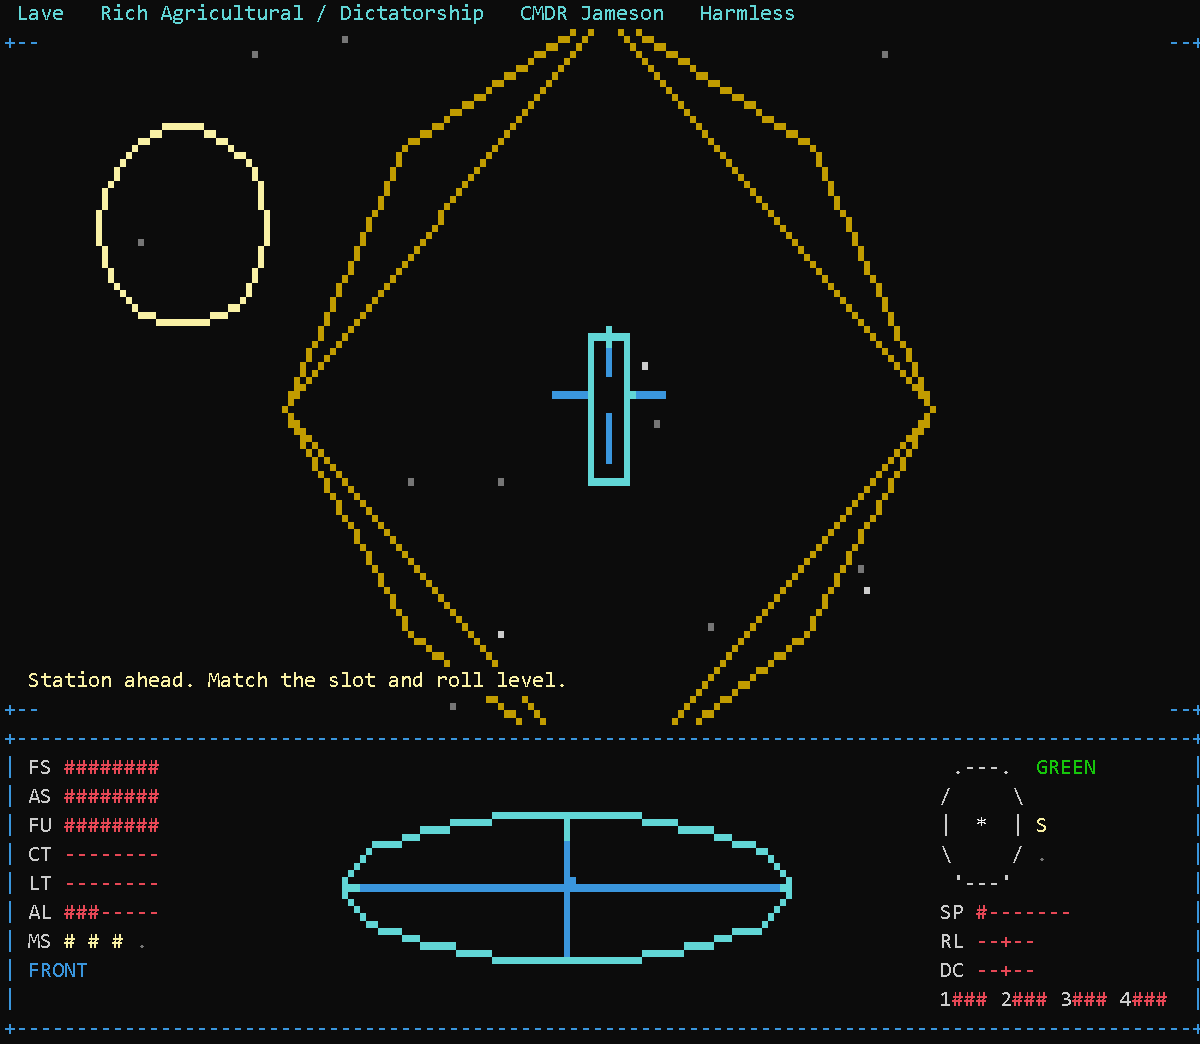 Lave Rich Agricultural / Dictatorship CMDR Jameson Harmless
Station ahead. Match the slot and roll level.
FS ########
AS ########
FU ########
CT --------
LT --------
AL ###-----
MS # # # .
FRONT
GREEN
S
SP #-------
RL --+--
DC --+--
1### 2### 3### 4###